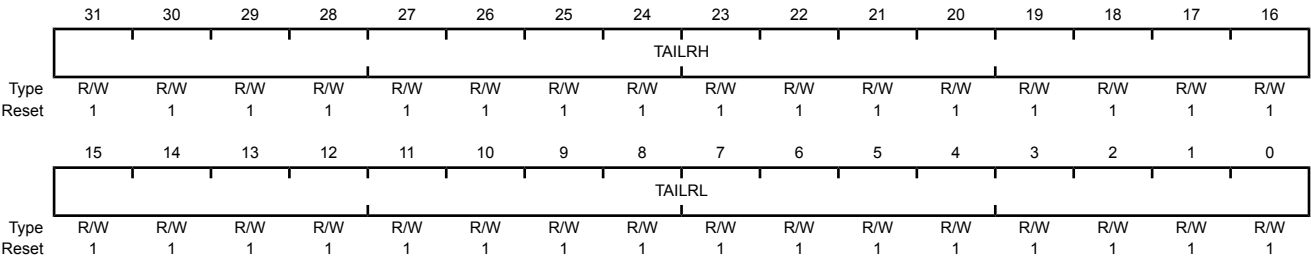 31 30 29 28 27 26 25 24 23 22 21 20 19 18 17 16
TAILRH
Type R/W R/W R/W R/W R/W R/W R/W R/W R/W R/W R/W R/W R/W R/W R/W R/W
Reset 1 1 1 1 1 1 1 1 1 1 1 1 1 1 1 1
15 14 13 12 11 10 9 8 7 6 5 4 3 2 1 0
TAILRL
Type R/W R/W R/W R/W R/W R/W R/W R/W R/W R/W R/W R/W R/W R/W R/W R/W
Reset 1 1 1 1 1 1 1 1 1 1 1 1 1 1 1 1